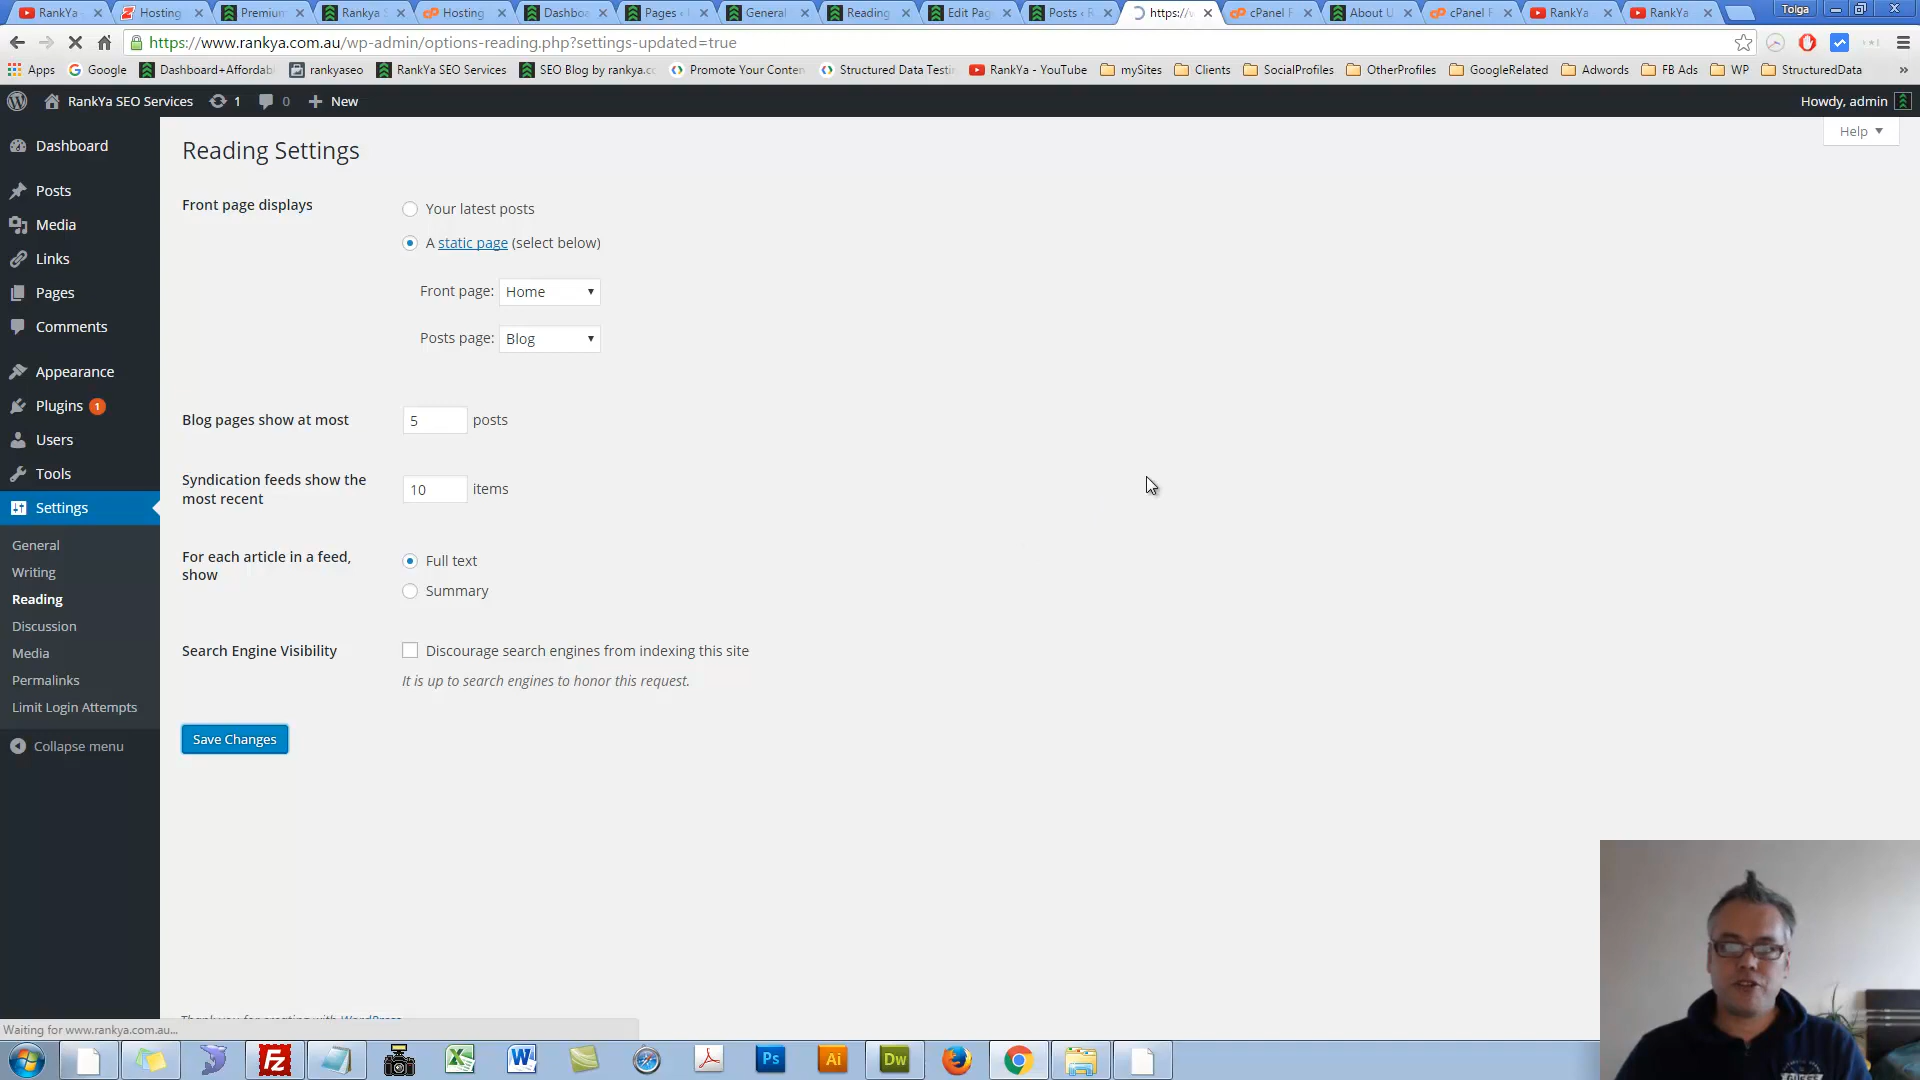 RankYa
Hosting
Premium
Rankya S
Hosting
Dashboa
Pages ‹
General
Reading
Edit Pag
Posts ‹ R
https://
cPanel F
About U
cPanel F
RankYa
RankYa
Tolga
https://www.rankya.com.au/wp-admin/options-reading.php?settings-updated=true
Apps
Google
Dashboard+Affordab
rankyaseo
RankYa SEO Services
SEO Blog by rankya.co
Promote Your Conten
Structured Data Testin
RankYa - YouTube
mySites
Clients
SocialProfiles
OtherProfiles
GoogleRelated
Adwords
FB Ads
WP
StructuredData
»
RankYa SEO Services
1
0
New
Howdy, admin
Help
Dashboard
Posts
Media
Links
Pages
Comments
Appearance
Plugins 1
Users
Tools
Settings
General
Writing
Reading
Discussion
Media
Permalinks
Limit Login Attempts
Collapse menu
Reading Settings
Front page displays
Your latest posts
A static page (select below)
Front page: Home
Posts page: Blog
Blog pages show at most
5 posts
Syndication feeds show the
most recent
10 items
For each article in a feed,
show
Full text
Summary
Search Engine Visibility
Discourage search engines from indexing this site
It is up to search engines to honor this request.
Save Changes
Thank you for creating with WordPress
Waiting for www.rankya.com.au...
Fz
Ps
Ai
Dw